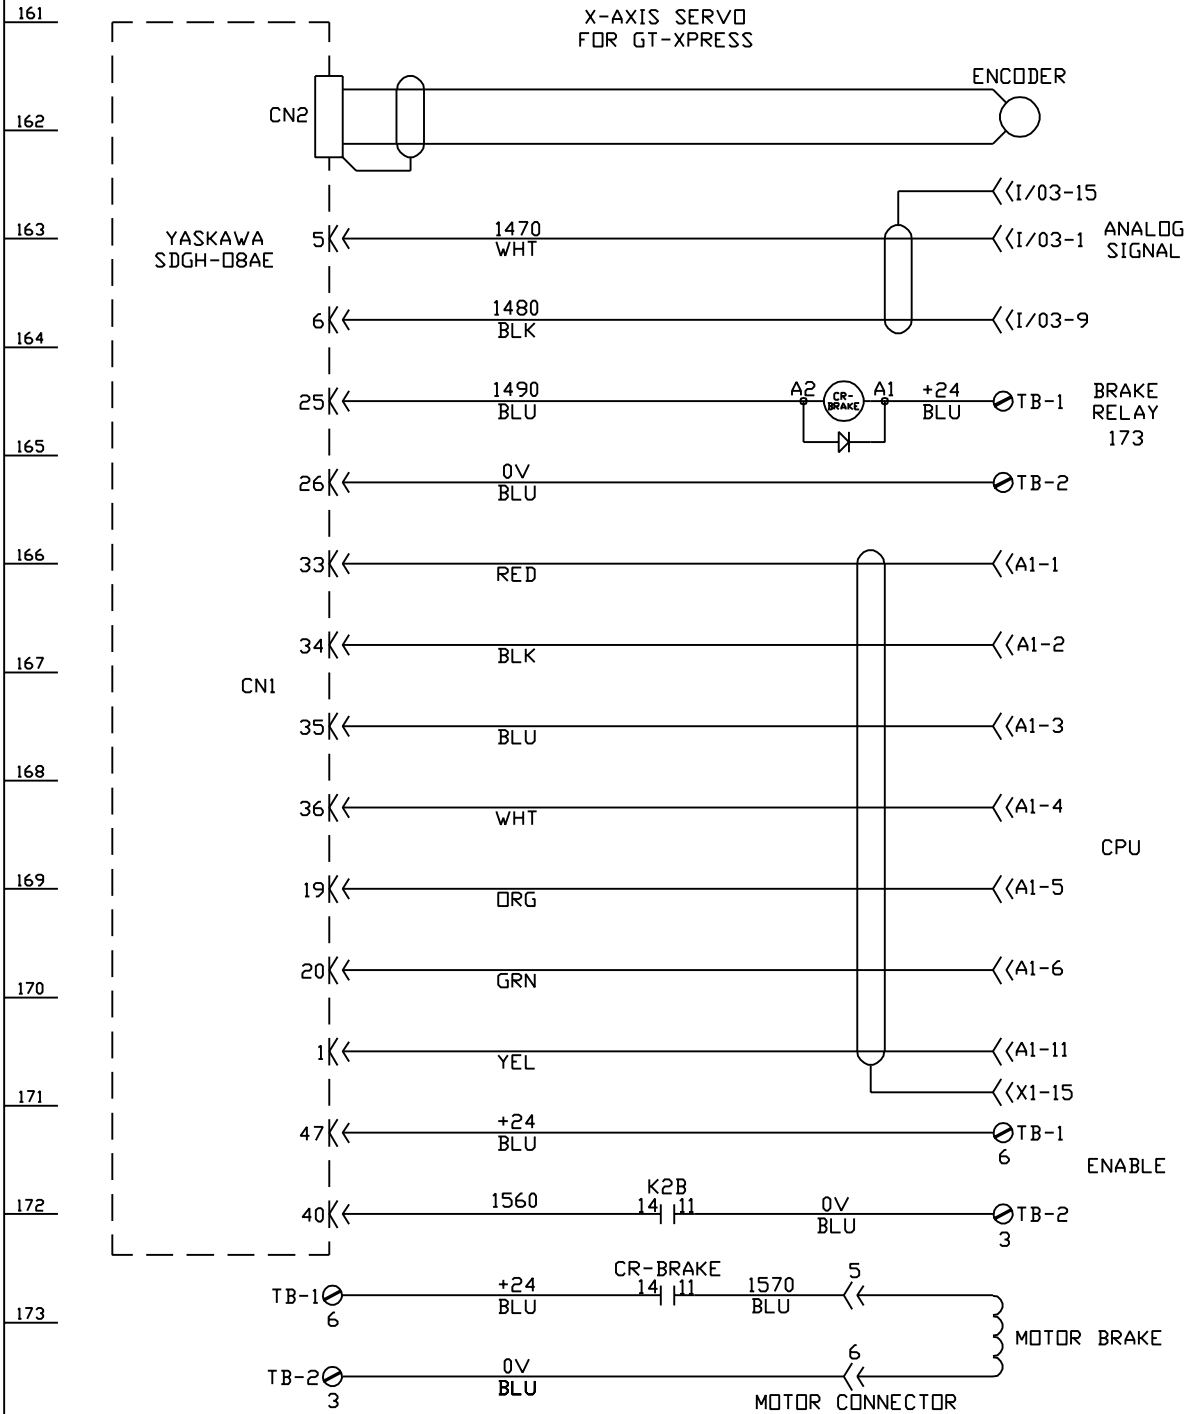 161
X-AXIS SERVO
FOR GT-XPRESS
ENCODER
CN2
162
I/03-15
163
YASKAWA
SDGH-08AE
5
1470
WHT
I/03-1
ANALOG
SIGNAL
6
1480
BLK
I/03-9
164
25
1490
BLU
A2
CR-
BRAKE
A1
+24
BLU
TB-1
BRAKE
RELAY
173
165
26
0V
BLU
TB-2
166
33
RED
A1-1
34
BLK
A1-2
167
CN1
35
BLU
A1-3
168
36
WHT
A1-4
CPU
169
19
ORG
A1-5
20
GRN
A1-6
170
1
YEL
A1-11
X1-15
171
47
+24
BLU
TB-1
6
ENABLE
172
40
1560
K2B
14 11
0V
BLU
TB-2
3
CR-BRAKE
TB-1
6
+24
BLU
14 11
1570
BLU
5
173
MOTOR BRAKE
TB-2
3
0V
BLU
6
MOTOR CONNECTOR